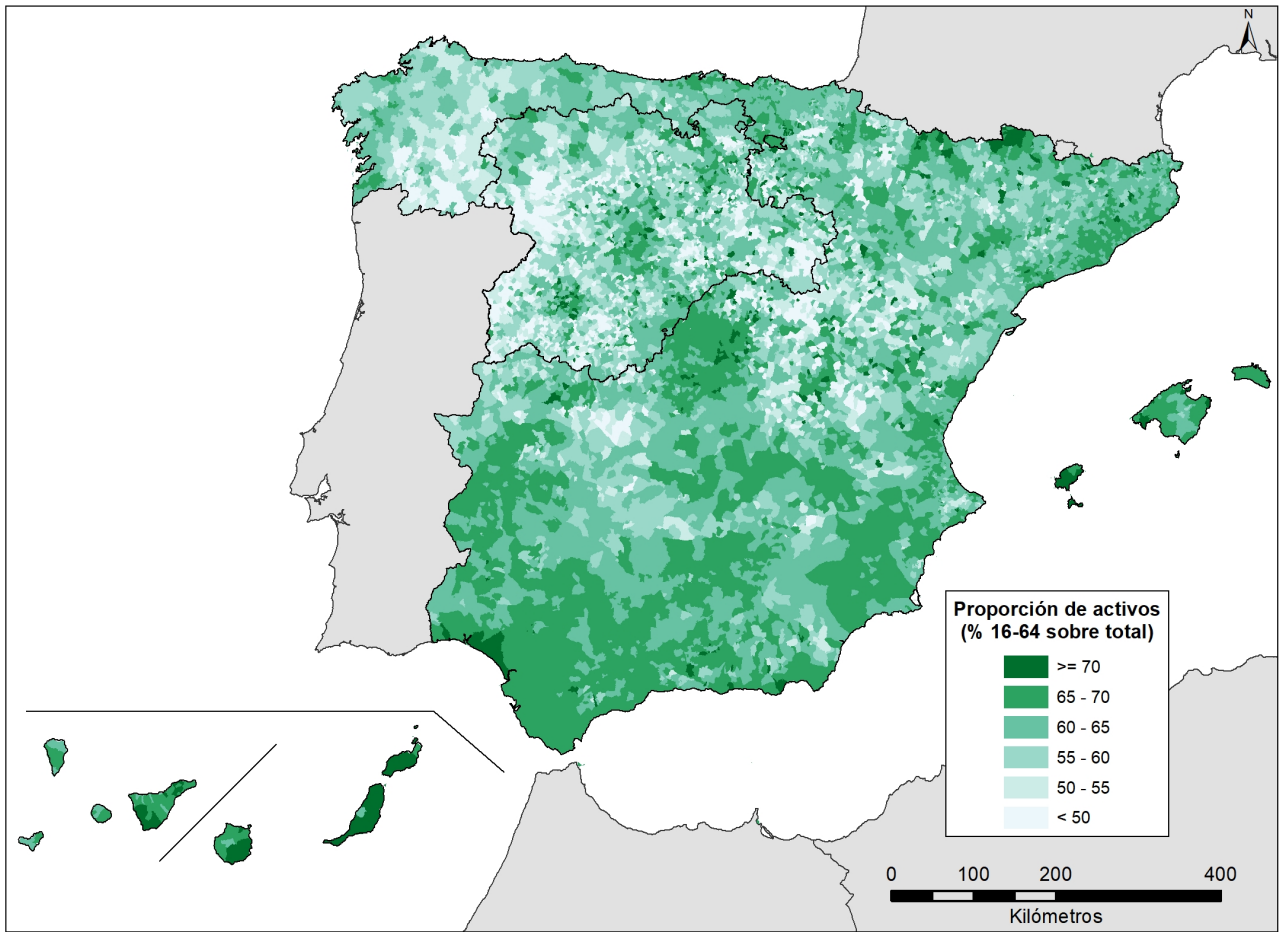 N
Proporción de activos
(% 16-64 sobre total)
>= 70
65 - 70
60 - 65
55 - 60
50 - 55
< 50
0 100 200 400
Kilómetros